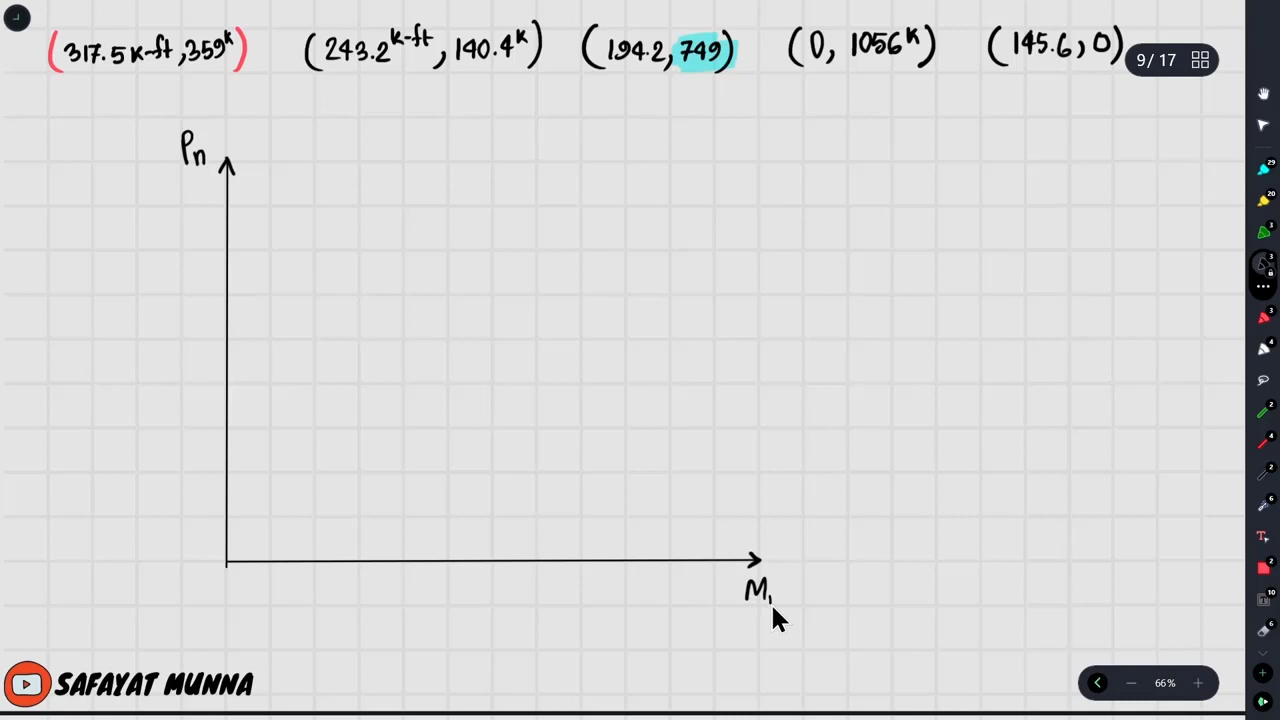 (317.5 k-ft, 359ᵏ) (243.2ᵏ⁻ᶠᵗ, 140.4ᵏ) (194.2, 749) (0, 1056ᵏ) (145.6, 0)
9/17
Pn
M
SAFAYAT MUNNA
66%